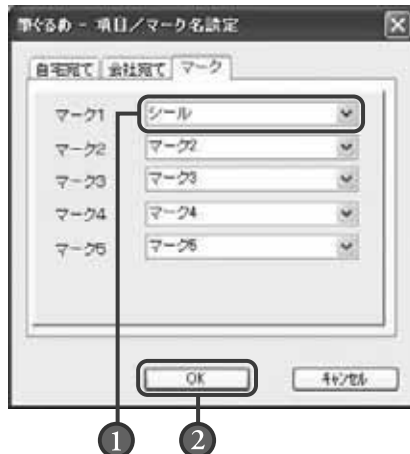 筆ぐるめ - 項目/マーク名設定
自宅宛て 会社宛て マーク
マーク1 シール
マーク2 マーク2
マーク3 マーク3
マーク4 マーク4
マーク5 マーク5
OK キャンセル
1 2